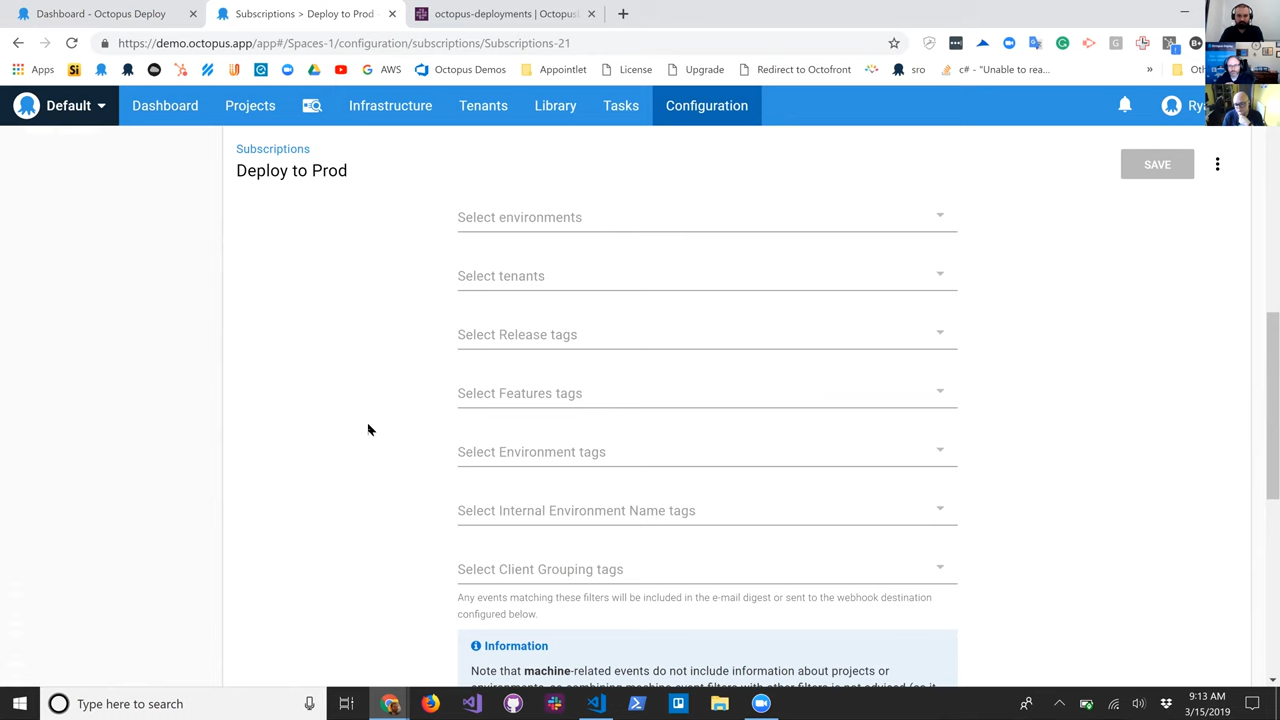 Dashboard - Octopus Deploy
Subscriptions > Deploy to Prod
octopus-deployments | Octopus
https://demo.octopus.app/app#/Spaces-1/configuration/subscriptions/Subscriptions-21
Apps
AWS
Octopus Demos
Appoutlet
License
Upgrade
Redirects · Octofront
sro
c# - "Unable to rea...
»
Default
Dashboard
Projects
Infrastructure
Tenants
Library
Tasks
Configuration
Subscriptions
Deploy to Prod
SAVE
Select environments
Select tenants
Select Release tags
Select Features tags
Select Environment tags
Select Internal Environment Name tags
Select Client Grouping tags
Any events matching these filters will be included in the e-mail digest or sent to the webhook destination
configured below.
Information
Note that machine-related events do not include information about projects or
Type here to search
9:13 AM
3/15/2019